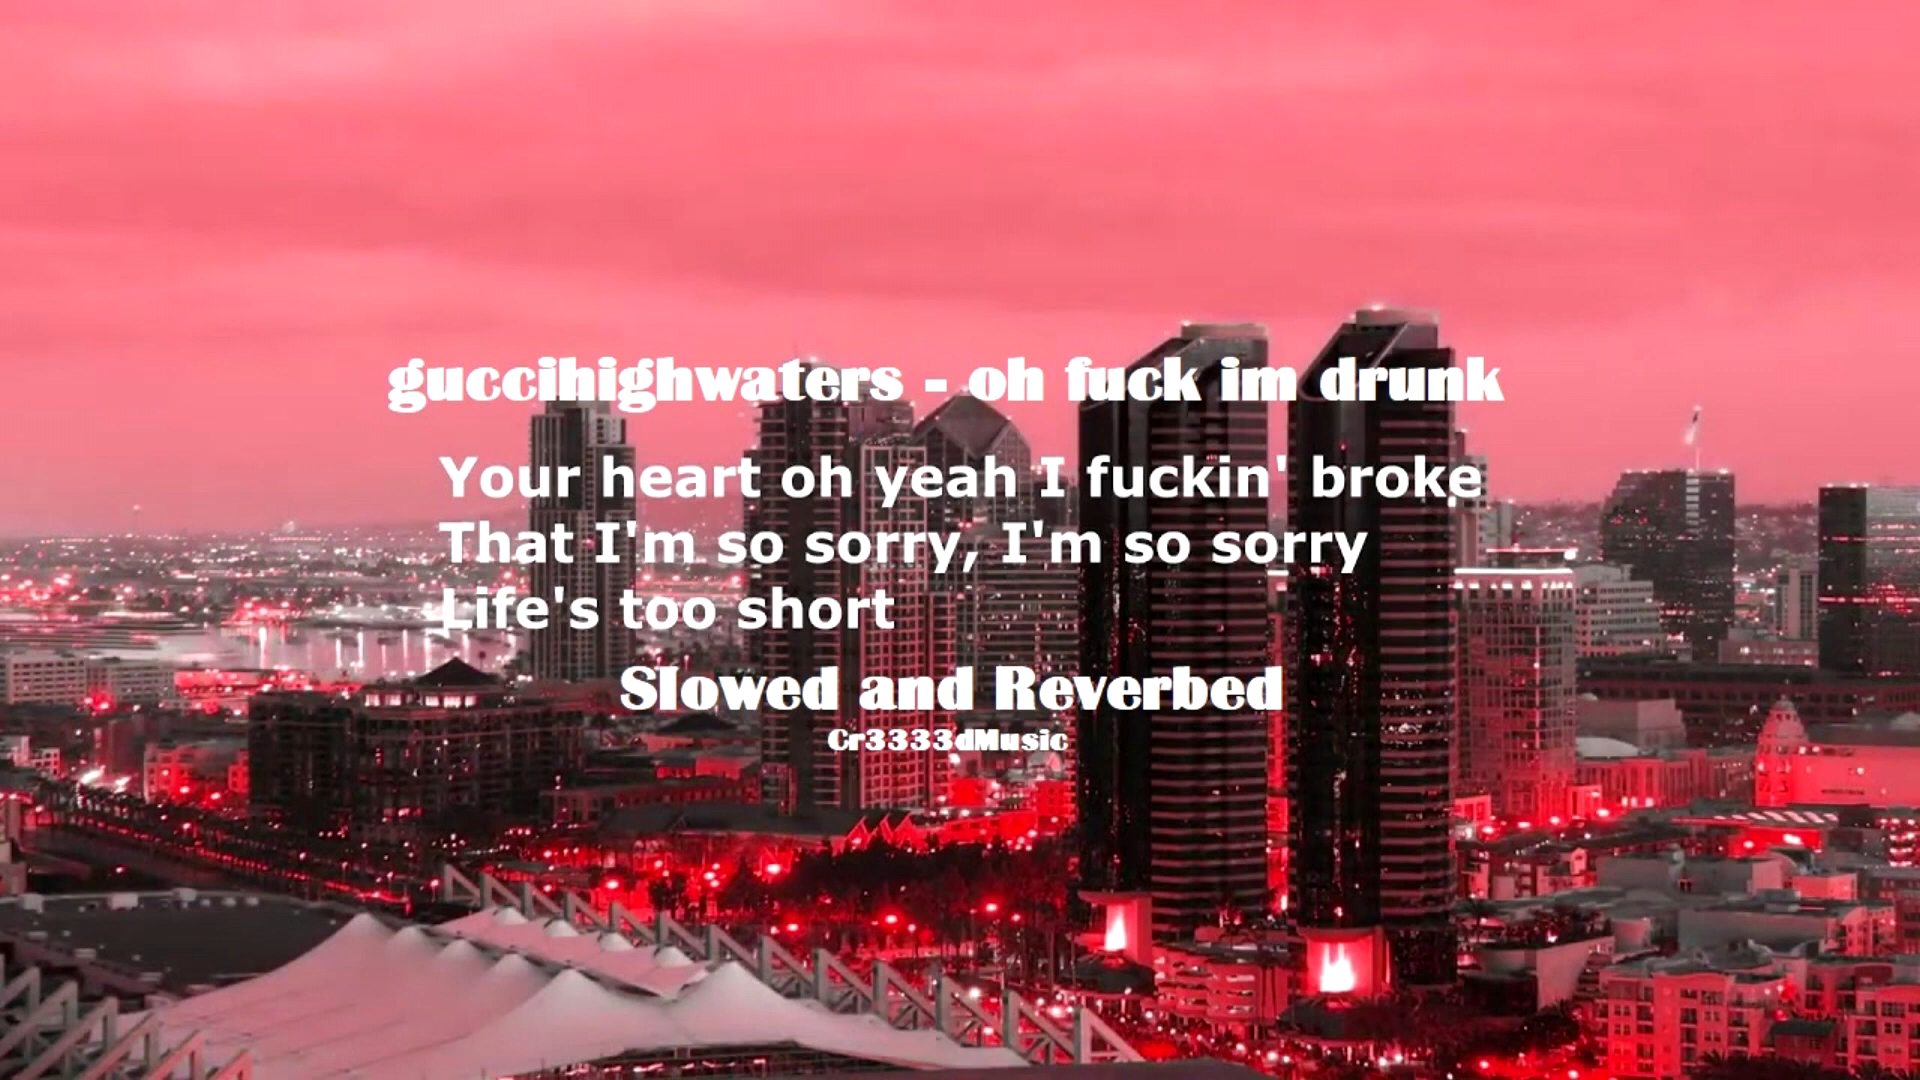 guccihighwaters - oh fuck im drunk
Your heart oh yeah I fuckin' broke
That I'm so sorry, I'm so sorry
Life's too short
Slowed and Reverbed
Cr3333dMusic